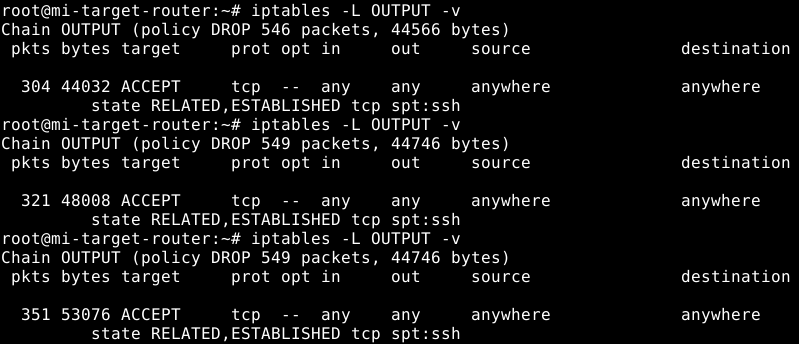 root@mi-target-router:~# iptables -L OUTPUT -v
Chain OUTPUT (policy DROP 546 packets, 44566 bytes)
 pkts bytes target     prot opt in     out     source               destination

  304 44032 ACCEPT     tcp  --  any    any     anywhere             anywhere
         state RELATED,ESTABLISHED tcp spt:ssh
root@mi-target-router:~# iptables -L OUTPUT -v
Chain OUTPUT (policy DROP 549 packets, 44746 bytes)
 pkts bytes target     prot opt in     out     source               destination

  321 48008 ACCEPT     tcp  --  any    any     anywhere             anywhere
         state RELATED,ESTABLISHED tcp spt:ssh
root@mi-target-router:~# iptables -L OUTPUT -v
Chain OUTPUT (policy DROP 549 packets, 44746 bytes)
 pkts bytes target     prot opt in     out     source               destination

  351 53076 ACCEPT     tcp  --  any    any     anywhere             anywhere
         state RELATED,ESTABLISHED tcp spt:ssh